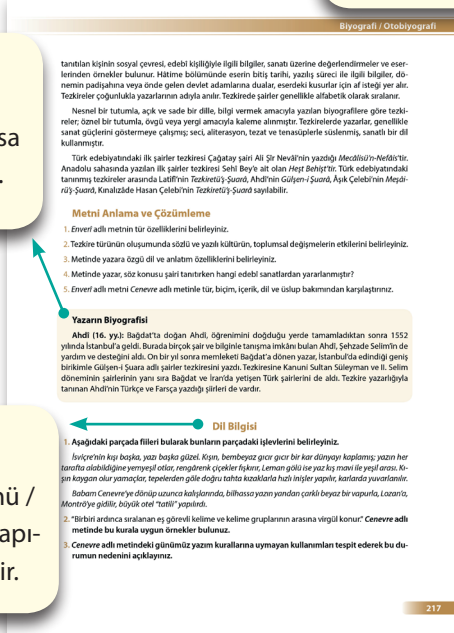 Biyografi / Otobiyografi
tanıtılan kişinin sosyal çevresi, edebî kişiliğiyle ilgili bilgiler, sanatı üzerine değerlendirmeler ve eser-
lerinden örnekler bulunur. Hâtime bölümünde eserin bitiş tarihi, yazılış süreci ile ilgili bilgiler, dö-
nemin padişahına veya önde gelen devlet adamlarına dualar, eserdeki kusurlar için af isteği yer alır.
Tezkireler çoğunlukla yazarlarının adıyla anılır. Tezkirede şairler genellikle alfabetik olarak sıralanır.
Nesnel bir tutumla, açık ve sade bir dille, bilgi vermek amacıyla yazılan biyografilere göre tezki-
reler; öznel bir tutumla, övgü veya yergi amacıyla kaleme alınmıştır. Tezkirelerde yazarlar, genellikle
sanat güçlerini göstermeye çalışmış; seci, aliterasyon, tezat ve tenasüplerle süslenmiş, sanatlı bir dil
kullanmıştır.
Türk edebiyatındaki ilk şairler tezkiresi Çağatay şairi Ali Şîr Nevâî'nin yazdığı Mecâlisü'n-Nefâis'tir.
Anadolu sahasında yazılan ilk şairler tezkiresi Sehî Bey'e ait olan Heşt Behişt'tir. Türk edebiyatındaki
tanınmış tezkireler arasında Latîfî'nin Tezkiretü'ş-Şuarâ, Ahdî'nin Gülşen-i Şuarâ, Âşık Çelebi'nin Meşâi-
rü'ş-Şuarâ, Kınalızâde Hasan Çelebi'nin Tezkiretü'ş-Şuarâ sayılabilir.
sa
.
Metni Anlama ve Çözümleme
1. Enverî adlı metnin tür özelliklerini belirleyiniz.
2. Tezkire türünün oluşumunda sözlü ve yazılı kültürün, toplumsal değişmelerin etkilerini belirleyiniz.
3. Metinde yazara özgü dil ve anlatım özelliklerini belirleyiniz.
4. Metinde yazar, söz konusu şairi tanıtırken hangi edebî sanatlardan yararlanmıştır?
5. Enverî adlı metni Cenevre adlı metinle tür, biçim, içerik, dil ve üslup bakımından karşılaştırınız.
Yazarın Biyografisi
Ahdî (16. yy.): Bağdat'ta doğan Ahdî, öğrenimini doğduğu yerde tamamladıktan sonra 1552
yılında İstanbul'a geldi. Burada birçok şair ve bilginle tanışma imkânı bulan Ahdî, Şehzade Selim'in de
yardım ve desteğini aldı. On bir yıl sonra memleketi Bağdat'a dönen yazar, İstanbul'da edindiği geniş
birikimle Gülşen-i Şuara adlı şairler tezkiresini yazdı. Tezkiresine Kanuni Sultan Süleyman ve II. Selim
döneminin şairlerinin yanı sıra Bağdat ve İran'da yetişen Türk şairlerini de aldı. Tezkire yazarlığıyla
tanınan Ahdî'nin Türkçe ve Farsça yazdığı şiirleri de vardır.
nü /
apı-
ir.
Dil Bilgisi
1. Aşağıdaki parçada fiileri bularak bunların parçadaki işlevlerini belirleyiniz.
İsviçre'nin kışı başka, yazı başka güzel. Kışın, bembeyaz gıcır gıcır bir kar dünyayı kaplamış; yazın her
tarafta alabildiğine yemyeşil otlar, rengârenk çiçekler fışkırır, Leman gölü ise yaz kış mavi ile yeşil arası. Kı-
şın kaygan olur yamaçlar, tepelerden göle doğru tahta kızaklarla hızlı inişler yapılır, karlarda yuvarlanılır.
Babam Cenevre'ye dönüp uzunca kalışlarında, bilhassa yazın yandan çarklı beyaz bir vapurla, Lozan'a,
Montrö'ye gidilir, büyük otel "tatili" yapılırdı.
2. "Birbiri ardınca sıralanan eş görevli kelime ve kelime gruplarının arasına virgül konur." Cenevre adlı
metinde bu kurala uygun örnekler bulunuz.
3. Cenevre adlı metindeki günümüz yazım kurallarına uymayan kullanımları tespit ederek bu du-
rumun nedenini açıklayınız.
217